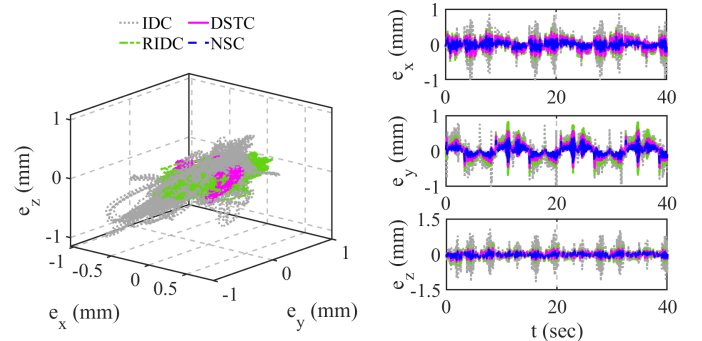 IDC DSTC
RIDC NSC
1
0
-1
e_z (mm)
-1
-0.5
0
0.5
e_x (mm)
-1
0
1
e_y (mm)
1
0
-1
e_x (mm)
0 20 40
1
0
-1
e_y (mm)
0 20 40
1.5
0
-1.5
e_z (mm)
0 20 40
t (sec)